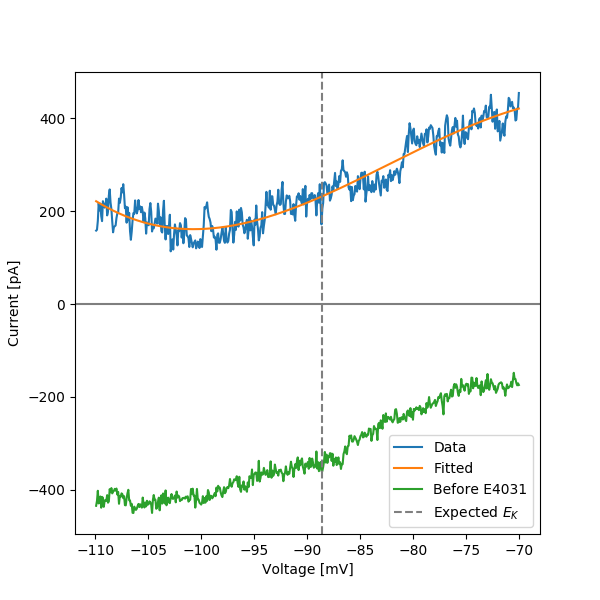 400
200
0
−200
−400
Current [pA]
Data
Fitted
Before E4031
Expected E_K
−110 −105 −100 −95 −90 −85 −80 −75 −70
Voltage [mV]